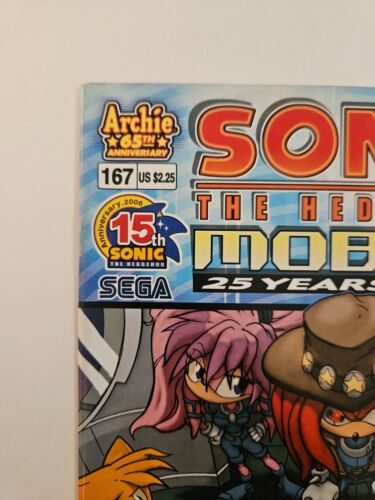 Archie
65TH
ANNIVERSARY
167 US $2.25
Anniversary, 2006
15th
SONIC
THE HEDGEHOG
SEGA
SON
THE HED
MOB
25 YEARS